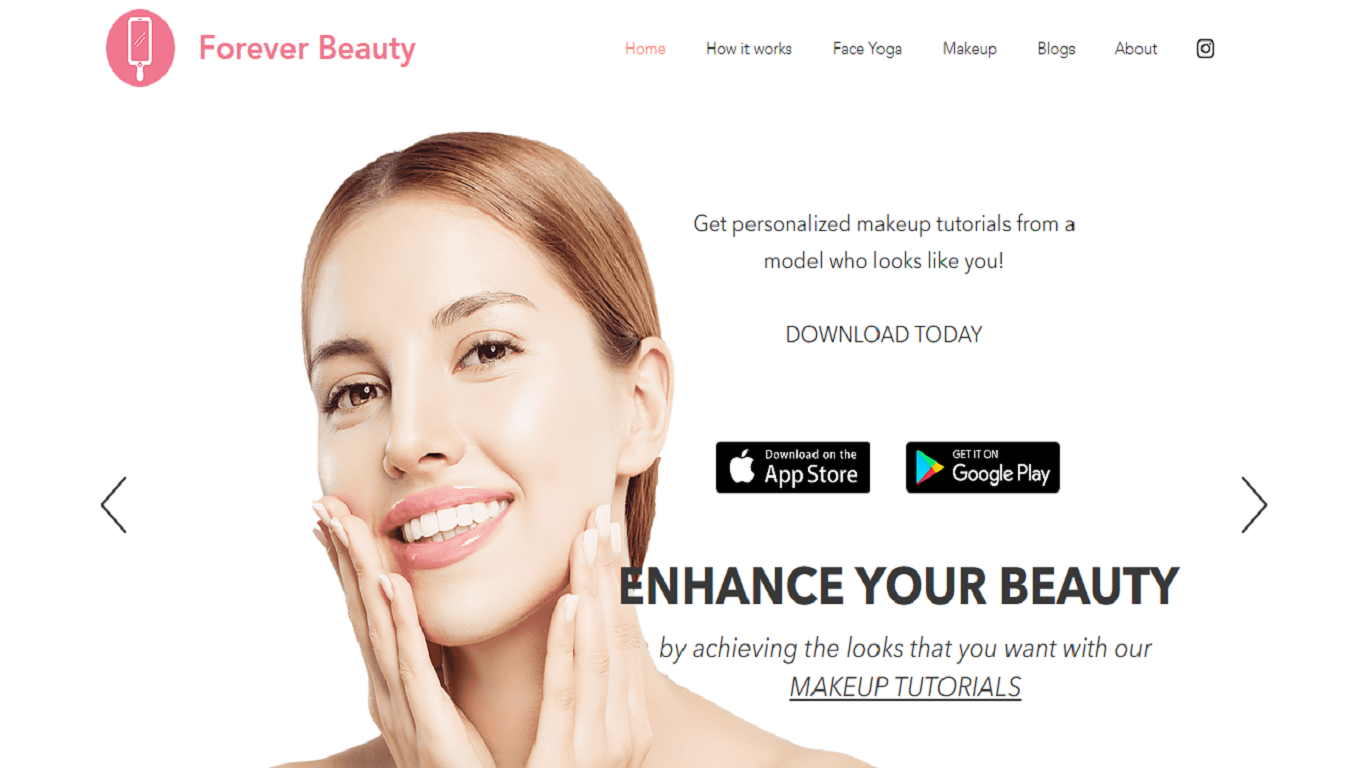 Forever Beauty
Home How it works Face Yoga Makeup Blogs About
Get personalized makeup tutorials from a
model who looks like you!
DOWNLOAD TODAY
Download on the
App Store
GET IT ON
Google Play
ENHANCE YOUR BEAUTY
by achieving the looks that you want with our
MAKEUP TUTORIALS